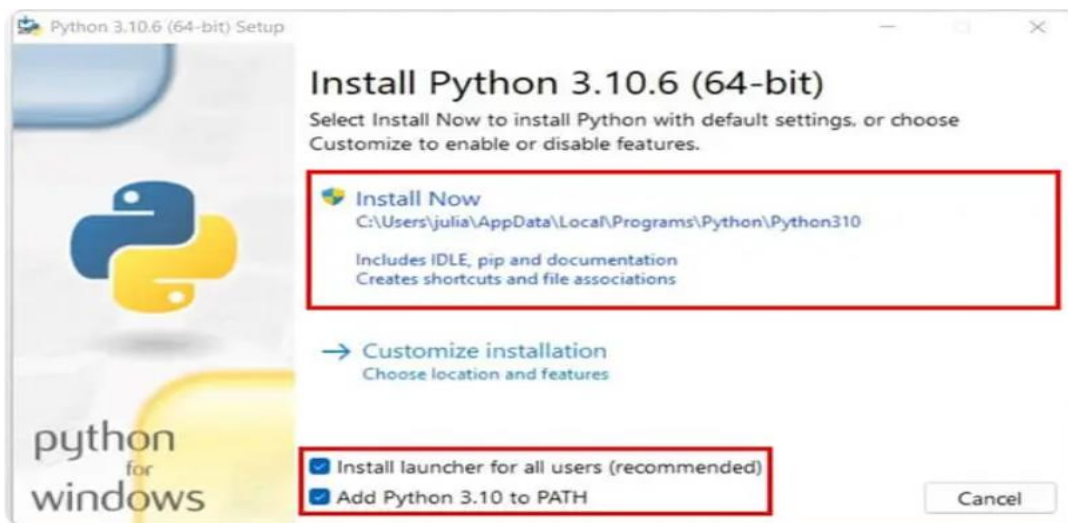 Python 3.10.6 (64-bit) Setup
Install Python 3.10.6 (64-bit)
Select Install Now to install Python with default settings, or choose
Customize to enable or disable features.
Install Now
C:\Users\julia\AppData\Local\Programs\Python\Python310
Includes IDLE, pip and documentation
Creates shortcuts and file associations
Customize installation
Choose location and features
python
for
windows
Install launcher for all users (recommended)
Add Python 3.10 to PATH
Cancel